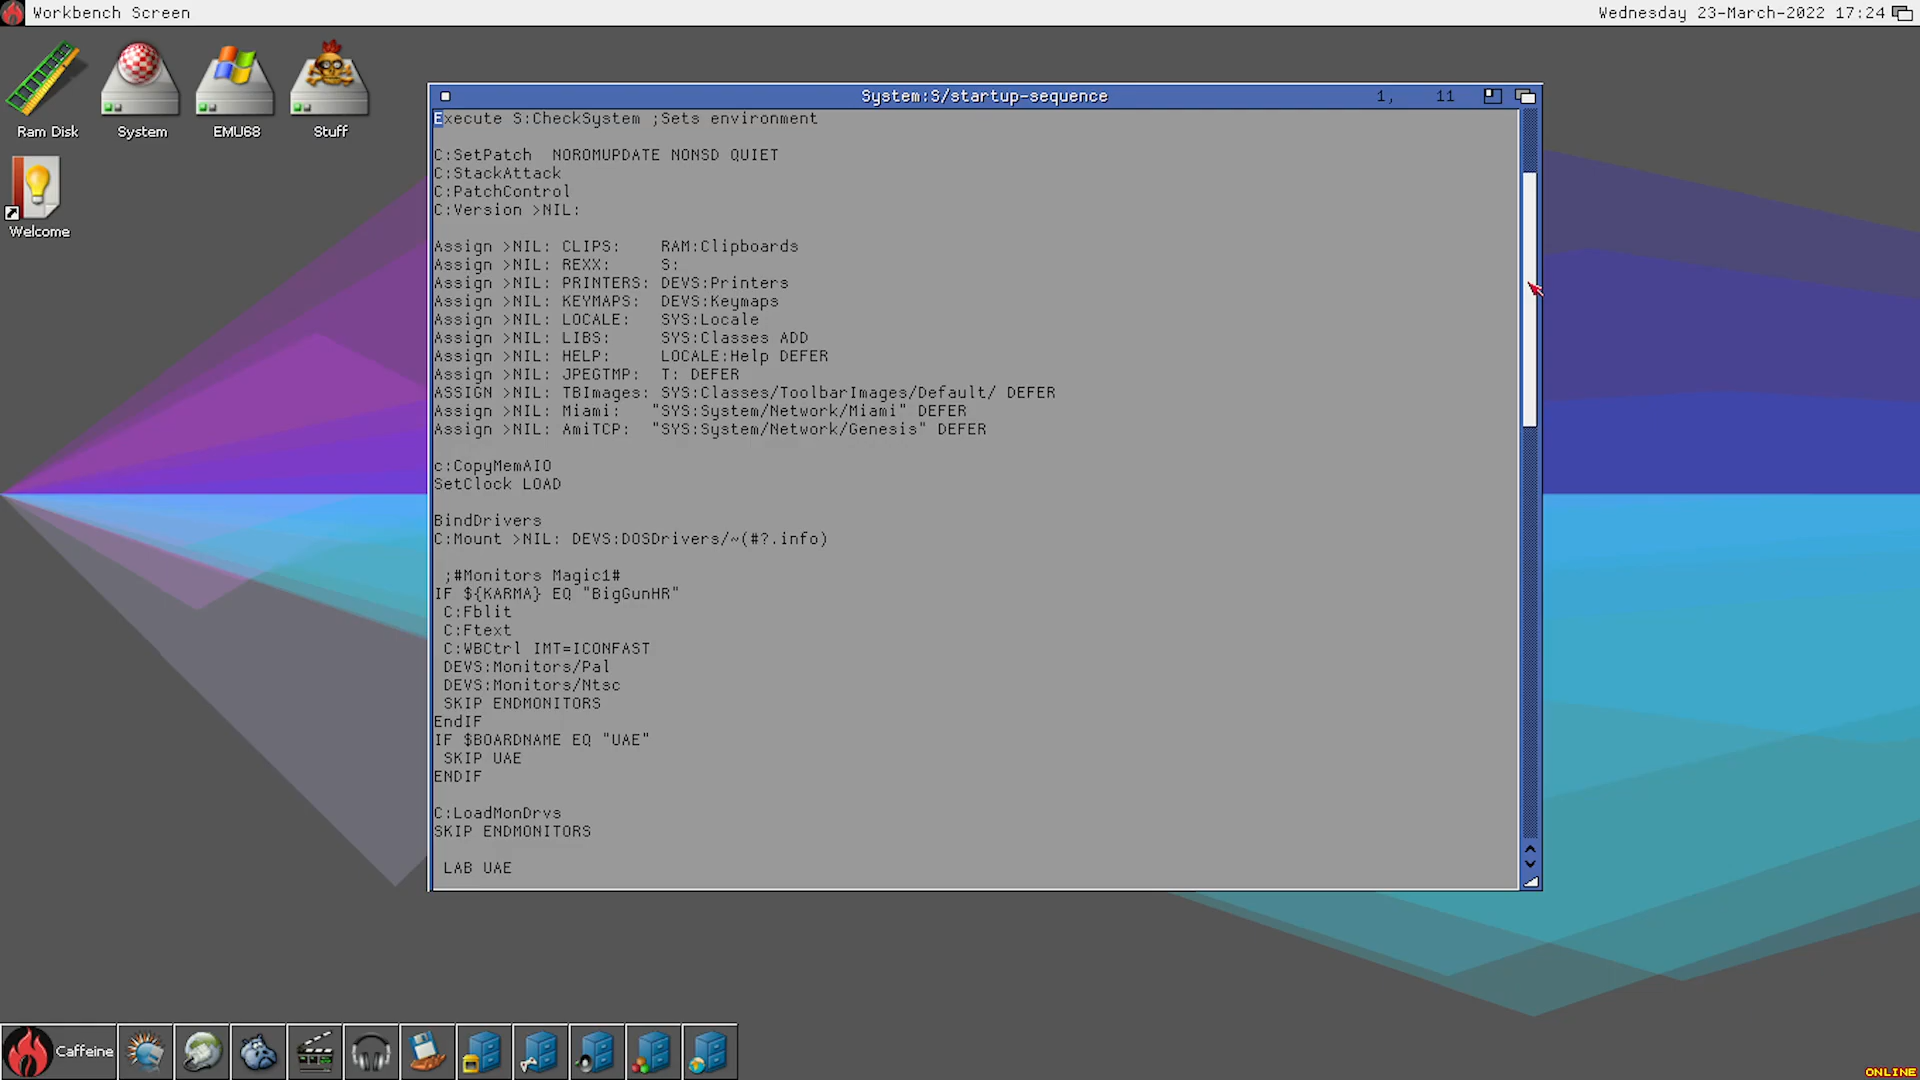 Workbench Screen
Wednesday 23-March-2022 17:24
Ram Disk
System
EMU68
Stuff
Welcome
System:S/startup-sequence
1, 11
Execute S:CheckSystem ;Sets environment
C:SetPatch  NOROMUPDATE NONSD QUIET
C:StackAttack
C:PatchControl
C:Version >NIL:
Assign >NIL: CLIPS:    RAM:Clipboards
Assign >NIL: REXX:     S:
Assign >NIL: PRINTERS: DEVS:Printers
Assign >NIL: KEYMAPS:  DEVS:Keymaps
Assign >NIL: LOCALE:   SYS:Locale
Assign >NIL: LIBS:     SYS:Classes ADD
Assign >NIL: HELP:     LOCALE:Help DEFER
Assign >NIL: JPEGTMP:  T: DEFER
ASSIGN >NIL: TBImages: SYS:Classes/ToolbarImages/Default/ DEFER
Assign >NIL: Miami:   "SYS:System/Network/Miami" DEFER
Assign >NIL: AmiTCP:  "SYS:System/Network/Genesis" DEFER
c:CopyMemAIO
SetClock LOAD
BindDrivers
C:Mount >NIL: DEVS:DOSDrivers/~(#?.info)
;#Monitors Magic1#
IF ${KARMA} EQ "BigGunHR"
C:Fblit
C:Ftext
C:WBCtrl IMT=ICONFAST
DEVS:Monitors/Pal
DEVS:Monitors/Ntsc
SKIP ENDMONITORS
EndIF
IF $BOARDNAME EQ "UAE"
SKIP UAE
ENDIF
C:LoadMonDrvs
SKIP ENDMONITORS
LAB UAE
Caffeine
ONLINE